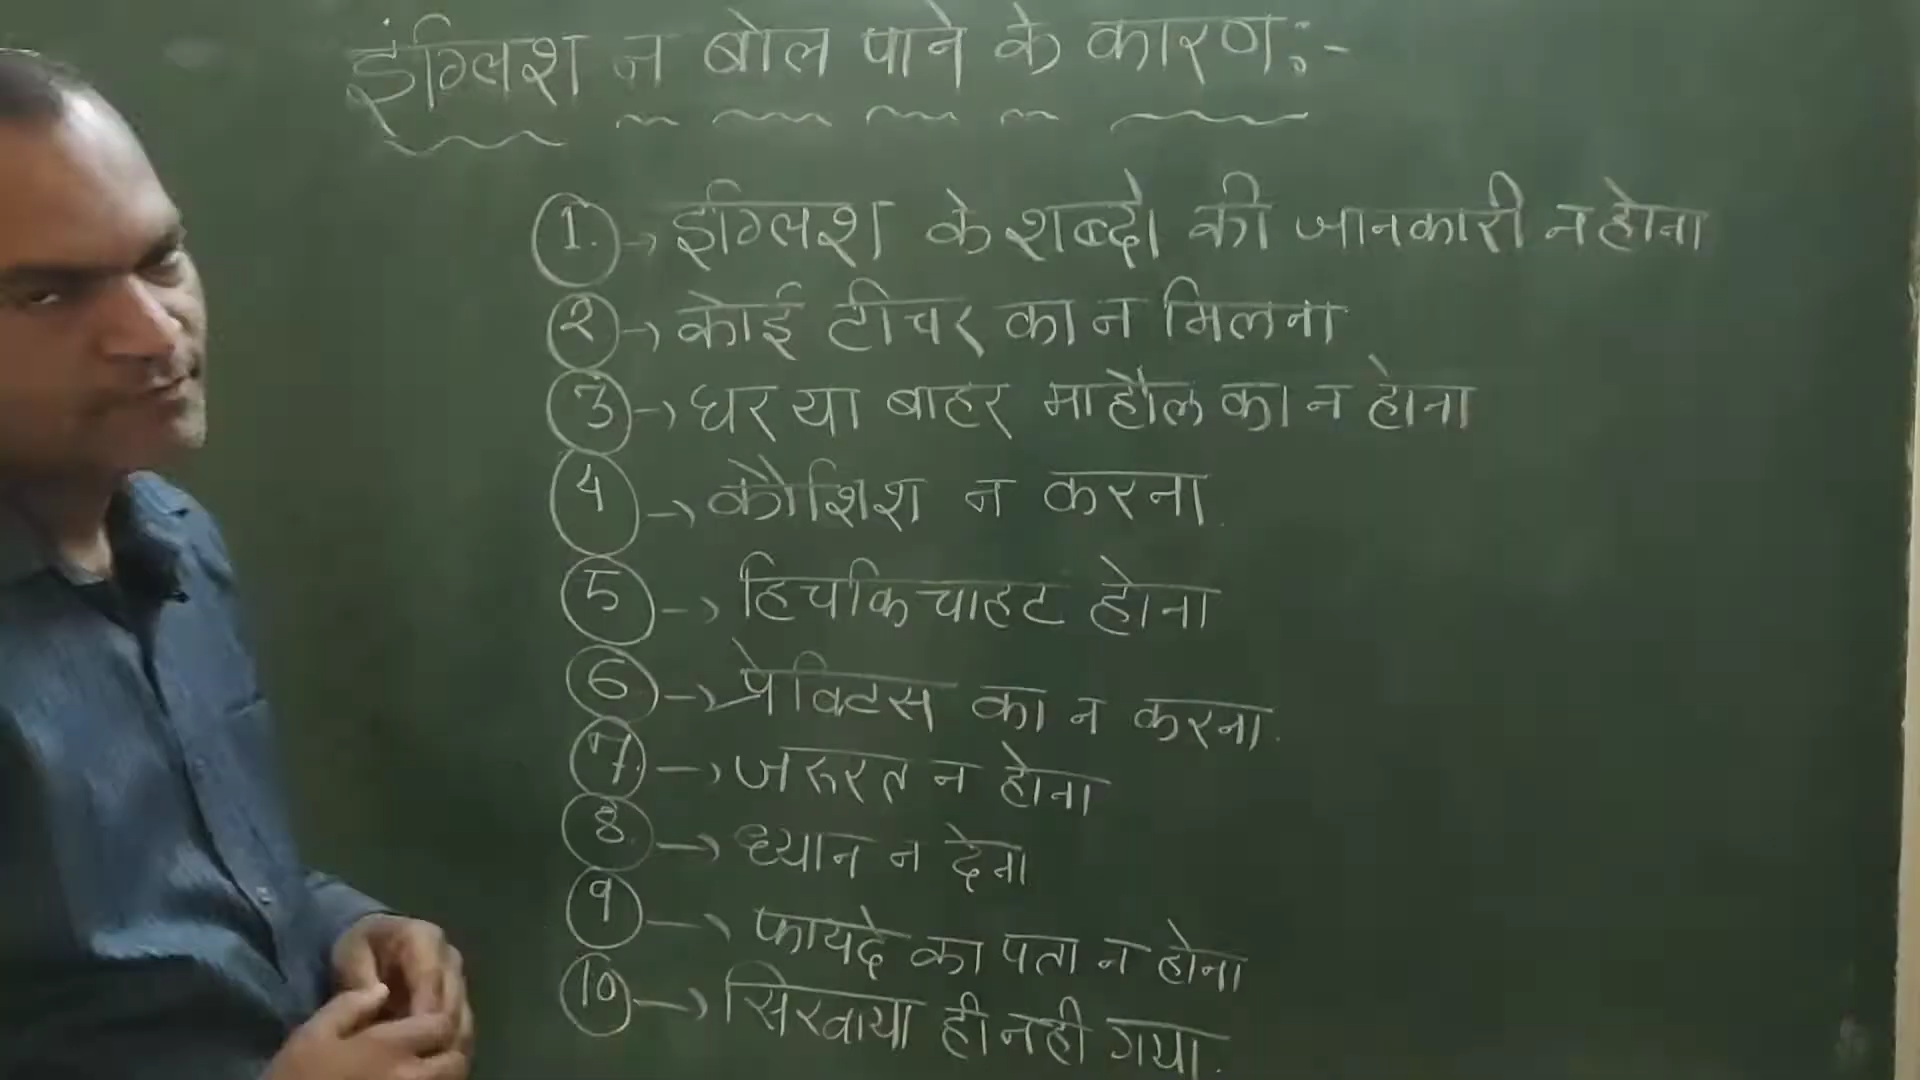 इंग्लिश न बोल पाने के कारण:-
1. → इंग्लिश के शब्दो की जानकारी न होना
2 → कोई टीचर का न मिलना
3 → घर या बाहर माहौल का न होना
4 → कौशिश न करना.
5 → हिचकिचाहट होना
6 → प्रेक्टिस का न करना.
7. → जरूरत न होना
8. → ध्यान न देना
9 → फायदे का पता न होना
10 → सिखाया ही नही गया.